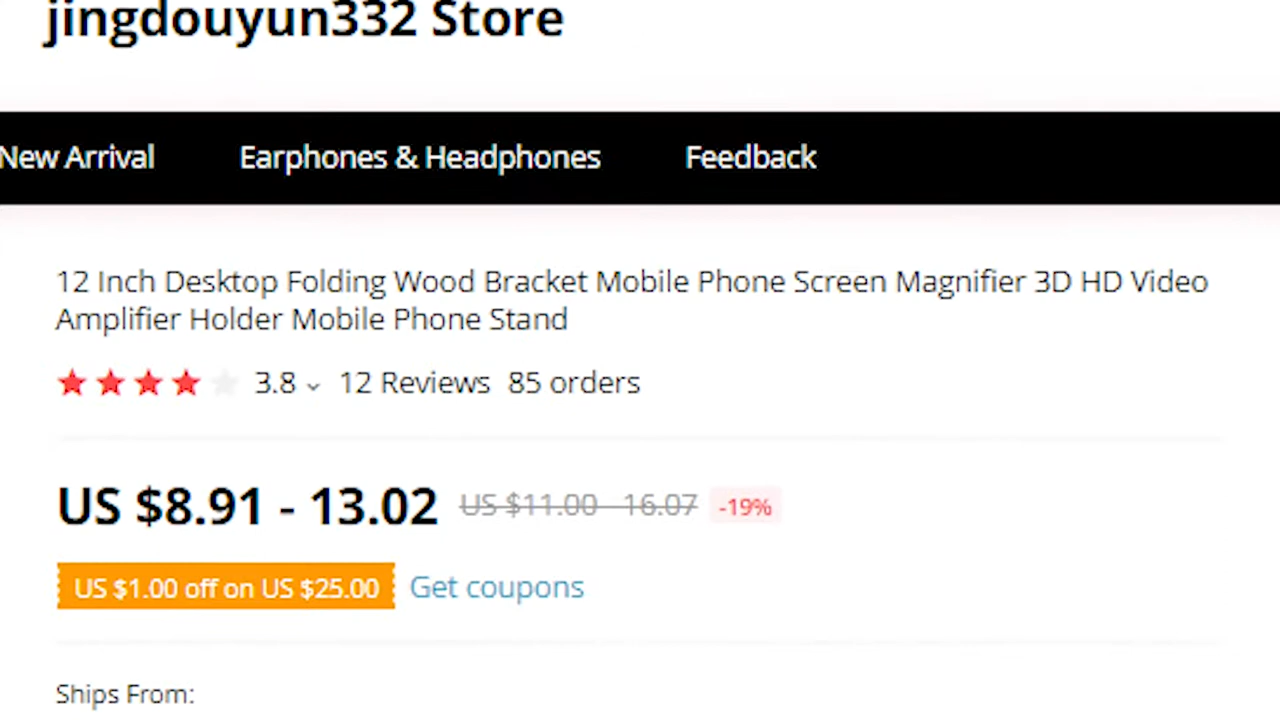 jingdouyun332 Store
New Arrival Earphones & Headphones Feedback
12 Inch Desktop Folding Wood Bracket Mobile Phone Screen Magnifier 3D HD Video
Amplifier Holder Mobile Phone Stand
3.8 12 Reviews 85 orders
US $8.91 - 13.02 US $11.00 - 16.07 -19%
US $1.00 off on US $25.00 Get coupons
Ships From: